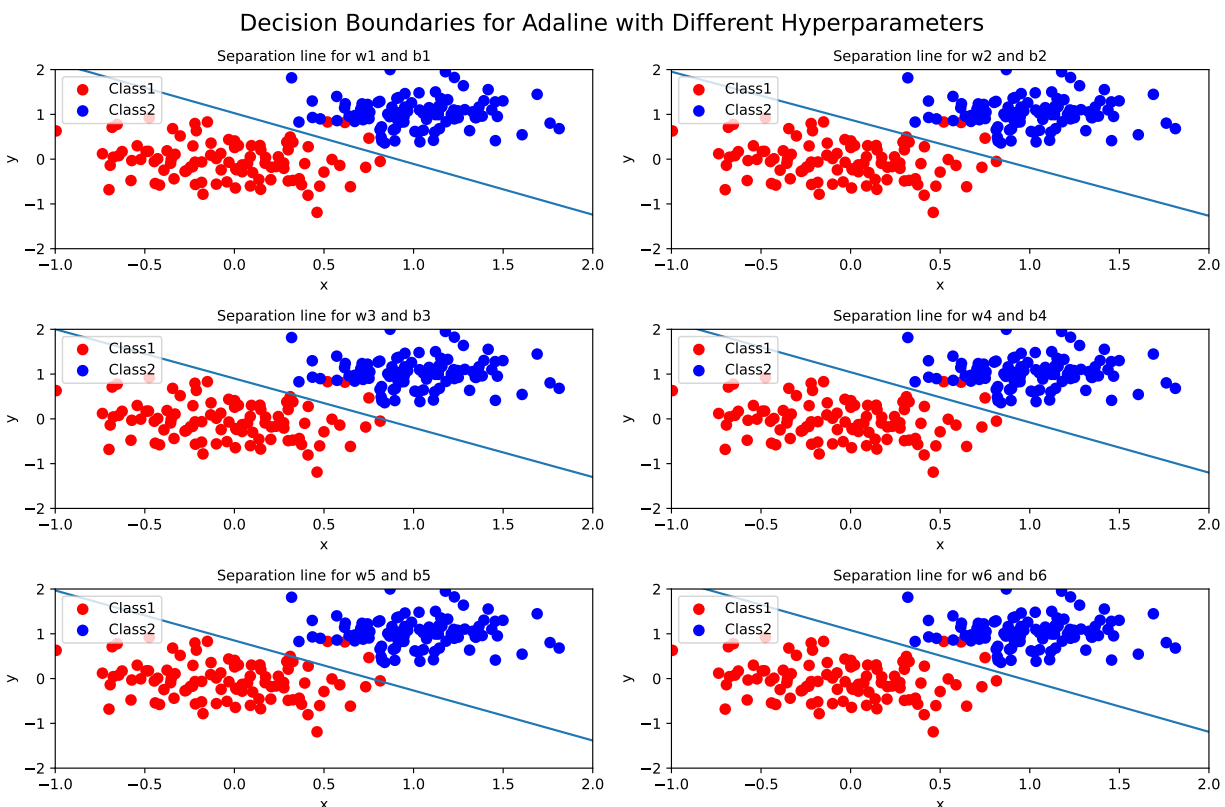 Decision Boundaries for Adaline with Different Hyperparameters
Separation line for w1 and b1
Class1
Class2
2
1
0
−1
−2
y
−1.0 −0.5 0.0 0.5 1.0 1.5 2.0
x
Separation line for w2 and b2
Class1
Class2
2
1
0
−1
−2
y
−1.0 −0.5 0.0 0.5 1.0 1.5 2.0
x
Separation line for w3 and b3
Class1
Class2
2
1
0
−1
−2
y
−1.0 −0.5 0.0 0.5 1.0 1.5 2.0
x
Separation line for w4 and b4
Class1
Class2
2
1
0
−1
−2
y
−1.0 −0.5 0.0 0.5 1.0 1.5 2.0
x
Separation line for w5 and b5
Class1
Class2
2
1
0
−1
−2
y
−1.0 −0.5 0.0 0.5 1.0 1.5 2.0
x
Separation line for w6 and b6
Class1
Class2
2
1
0
−1
−2
y
−1.0 −0.5 0.0 0.5 1.0 1.5 2.0
x